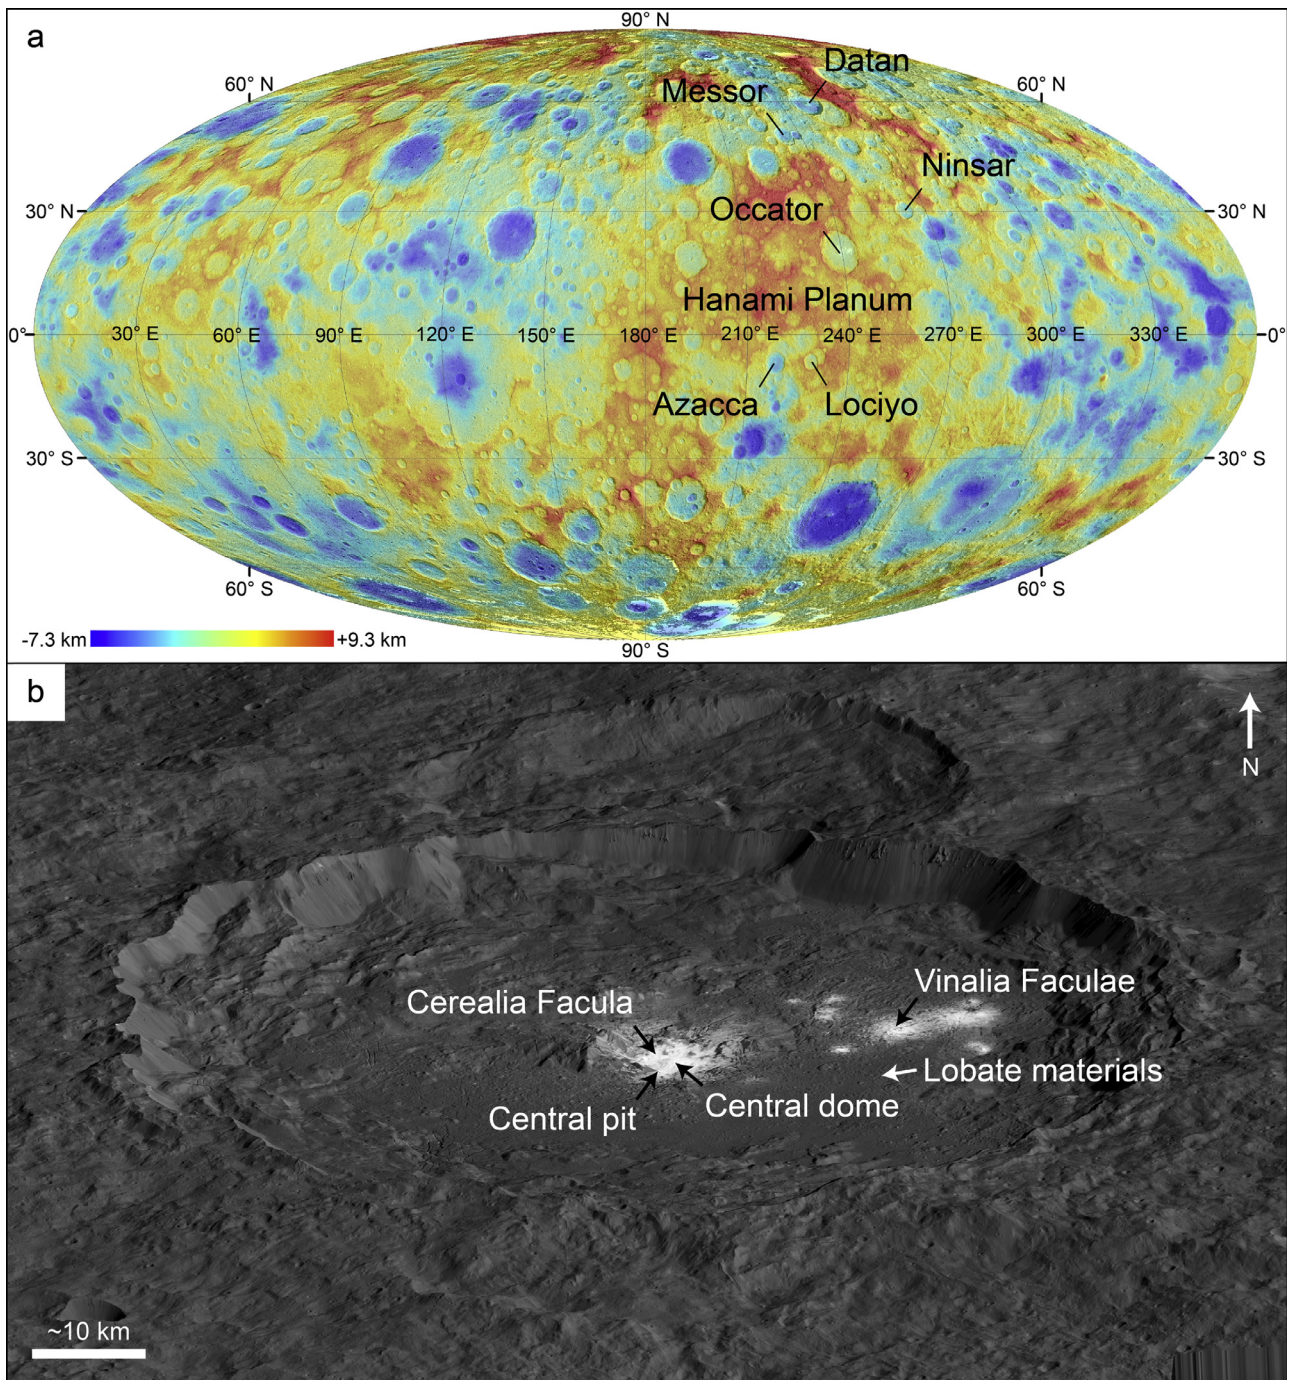 a
90° N
Datan
60° N
Messor
60° N
Ninsar
30° N
Occator
30° N
Hanami Planum
0°
30° E
60° E
90° E
120° E
150° E
180° E
210° E
240° E
270° E
300° E
330° E
0°
Azacca
Lociyo
30° S
30° S
60° S
60° S
-7.3 km
+9.3 km
90° S
b
N
Vinalia Faculae
Cerealia Facula
Lobate materials
Central dome
Central pit
~10 km